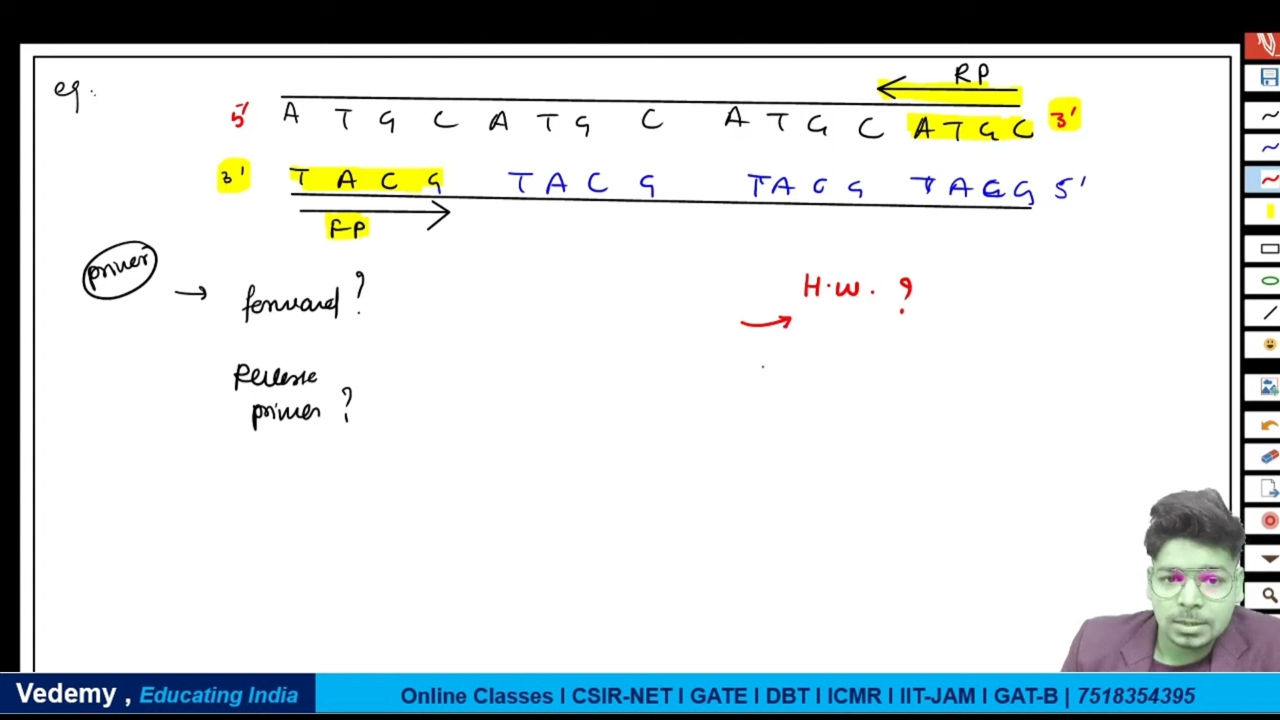 RP
eg.
5' A T G C A T G C A T G C A T G C 3'
3' T A C G T A C G T A C G T A C G 5'
FP
primer
→ forward ?
H.W. ?
Reverse
primer ?
Vedemy , Educating India
Online Classes I CSIR-NET I GATE I DBT I ICMR I IIT-JAM I GAT-B | 7518354395